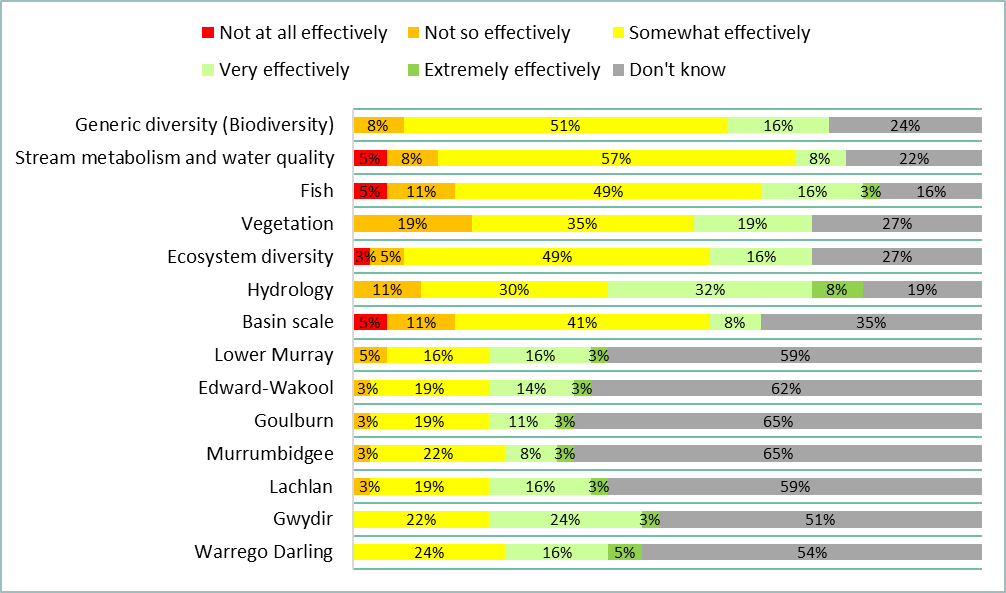 Not at all effectively Not so effectively Somewhat effectively
Very effectively Extremely effectively Don't know
Generic diversity (Biodiversity) 8% 51% 16% 24%
Stream metabolism and water quality 5% 8% 57% 8% 22%
Fish 5% 11% 49% 16% 3% 16%
Vegetation 19% 35% 19% 27%
Ecosystem diversity 3% 5% 49% 16% 27%
Hydrology 11% 30% 32% 8% 19%
Basin scale 5% 11% 41% 8% 35%
Lower Murray 5% 16% 16% 3% 59%
Edward-Wakool 3% 19% 14% 3% 62%
Goulburn 3% 19% 11% 3% 65%
Murrumbidgee 3% 22% 8% 3% 65%
Lachlan 3% 19% 16% 3% 59%
Gwydir 22% 24% 3% 51%
Warrego Darling 24% 16% 5% 54%